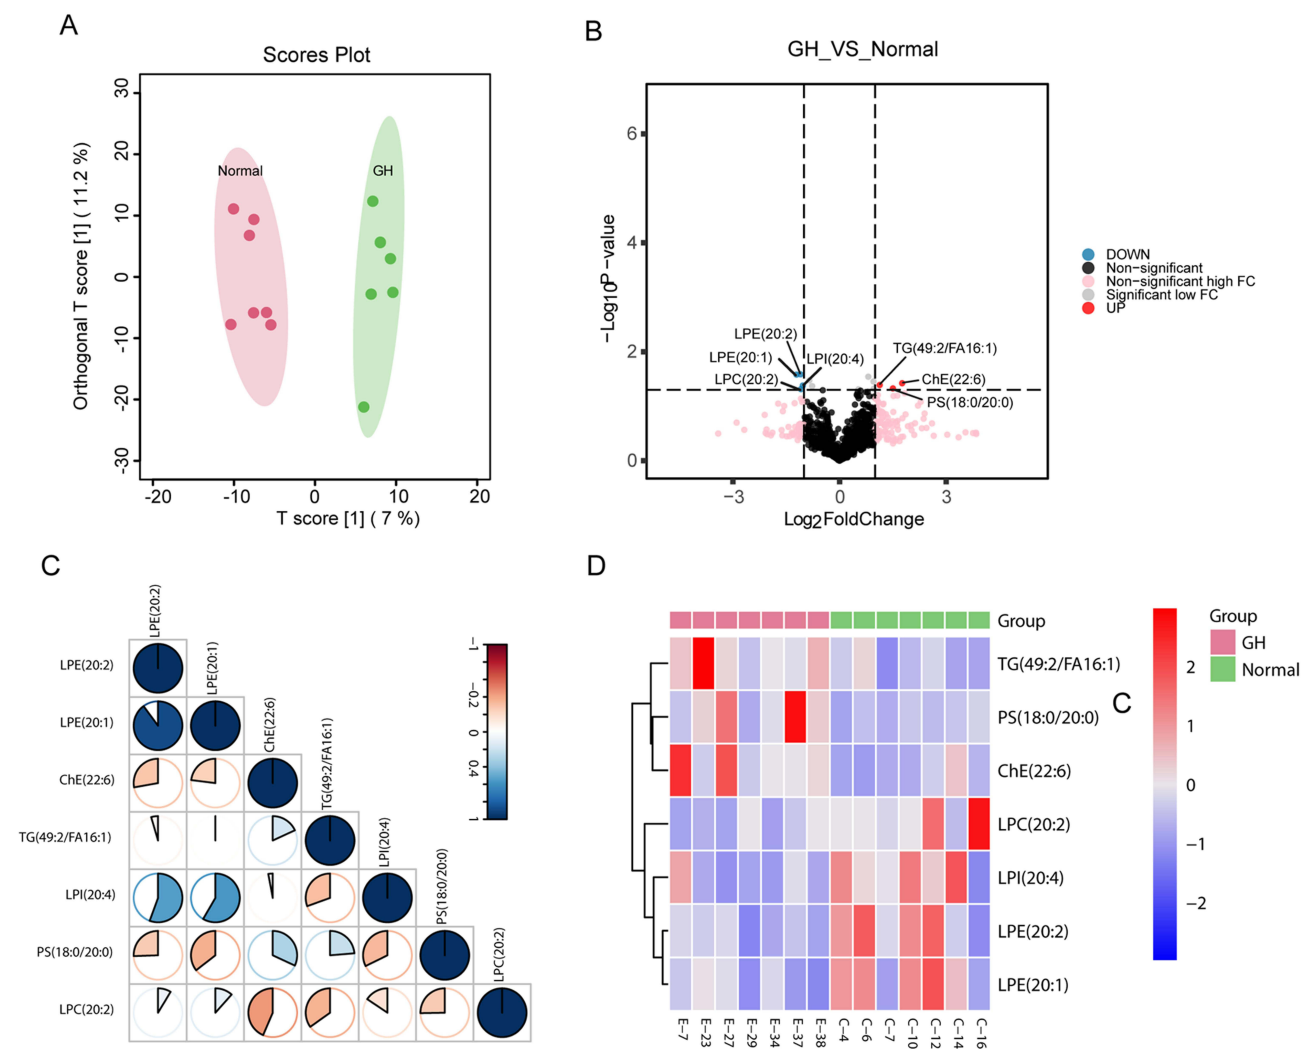 A
Scores Plot
Orthogonal T score [1] ( 11.2 %)
30
20
10
0
-10
-20
-30
Normal
GH
-20
-10
0
10
20
T score [1] ( 7 %)
B
GH_VS_Normal
−Log10P−value
6
4
2
0
LPE(20:2)
LPE(20:1)
LPI(20:4)
LPC(20:2)
TG(49:2/FA16:1)
ChE(22:6)
PS(18:0/20:0)
−3
0
3
Log2FoldChange
DOWN
Non−significant
Non−significant high FC
Significant low FC
UP
C
LPE(20:2)
LPE(20:1)
ChE(22:6)
TG(49:2/FA16:1)
LPI(20:4)
PS(18:0/20:0)
LPC(20:2)
LPE(20:2)
LPE(20:1)
ChE(22:6)
TG(49:2/FA16:1)
LPI(20:4)
PS(18:0/20:0)
LPC(20:2)
−1
−0.2
0
0.4
1
D
Group
TG(49:2/FA16:1)
PS(18:0/20:0)
ChE(22:6)
LPC(20:2)
LPI(20:4)
LPE(20:2)
LPE(20:1)
E−7
E−23
E−27
E−29
E−34
E−37
E−38
C−4
C−6
C−7
C−10
C−12
C−14
C−16
C
2
1
0
−1
−2
Group
GH
Normal